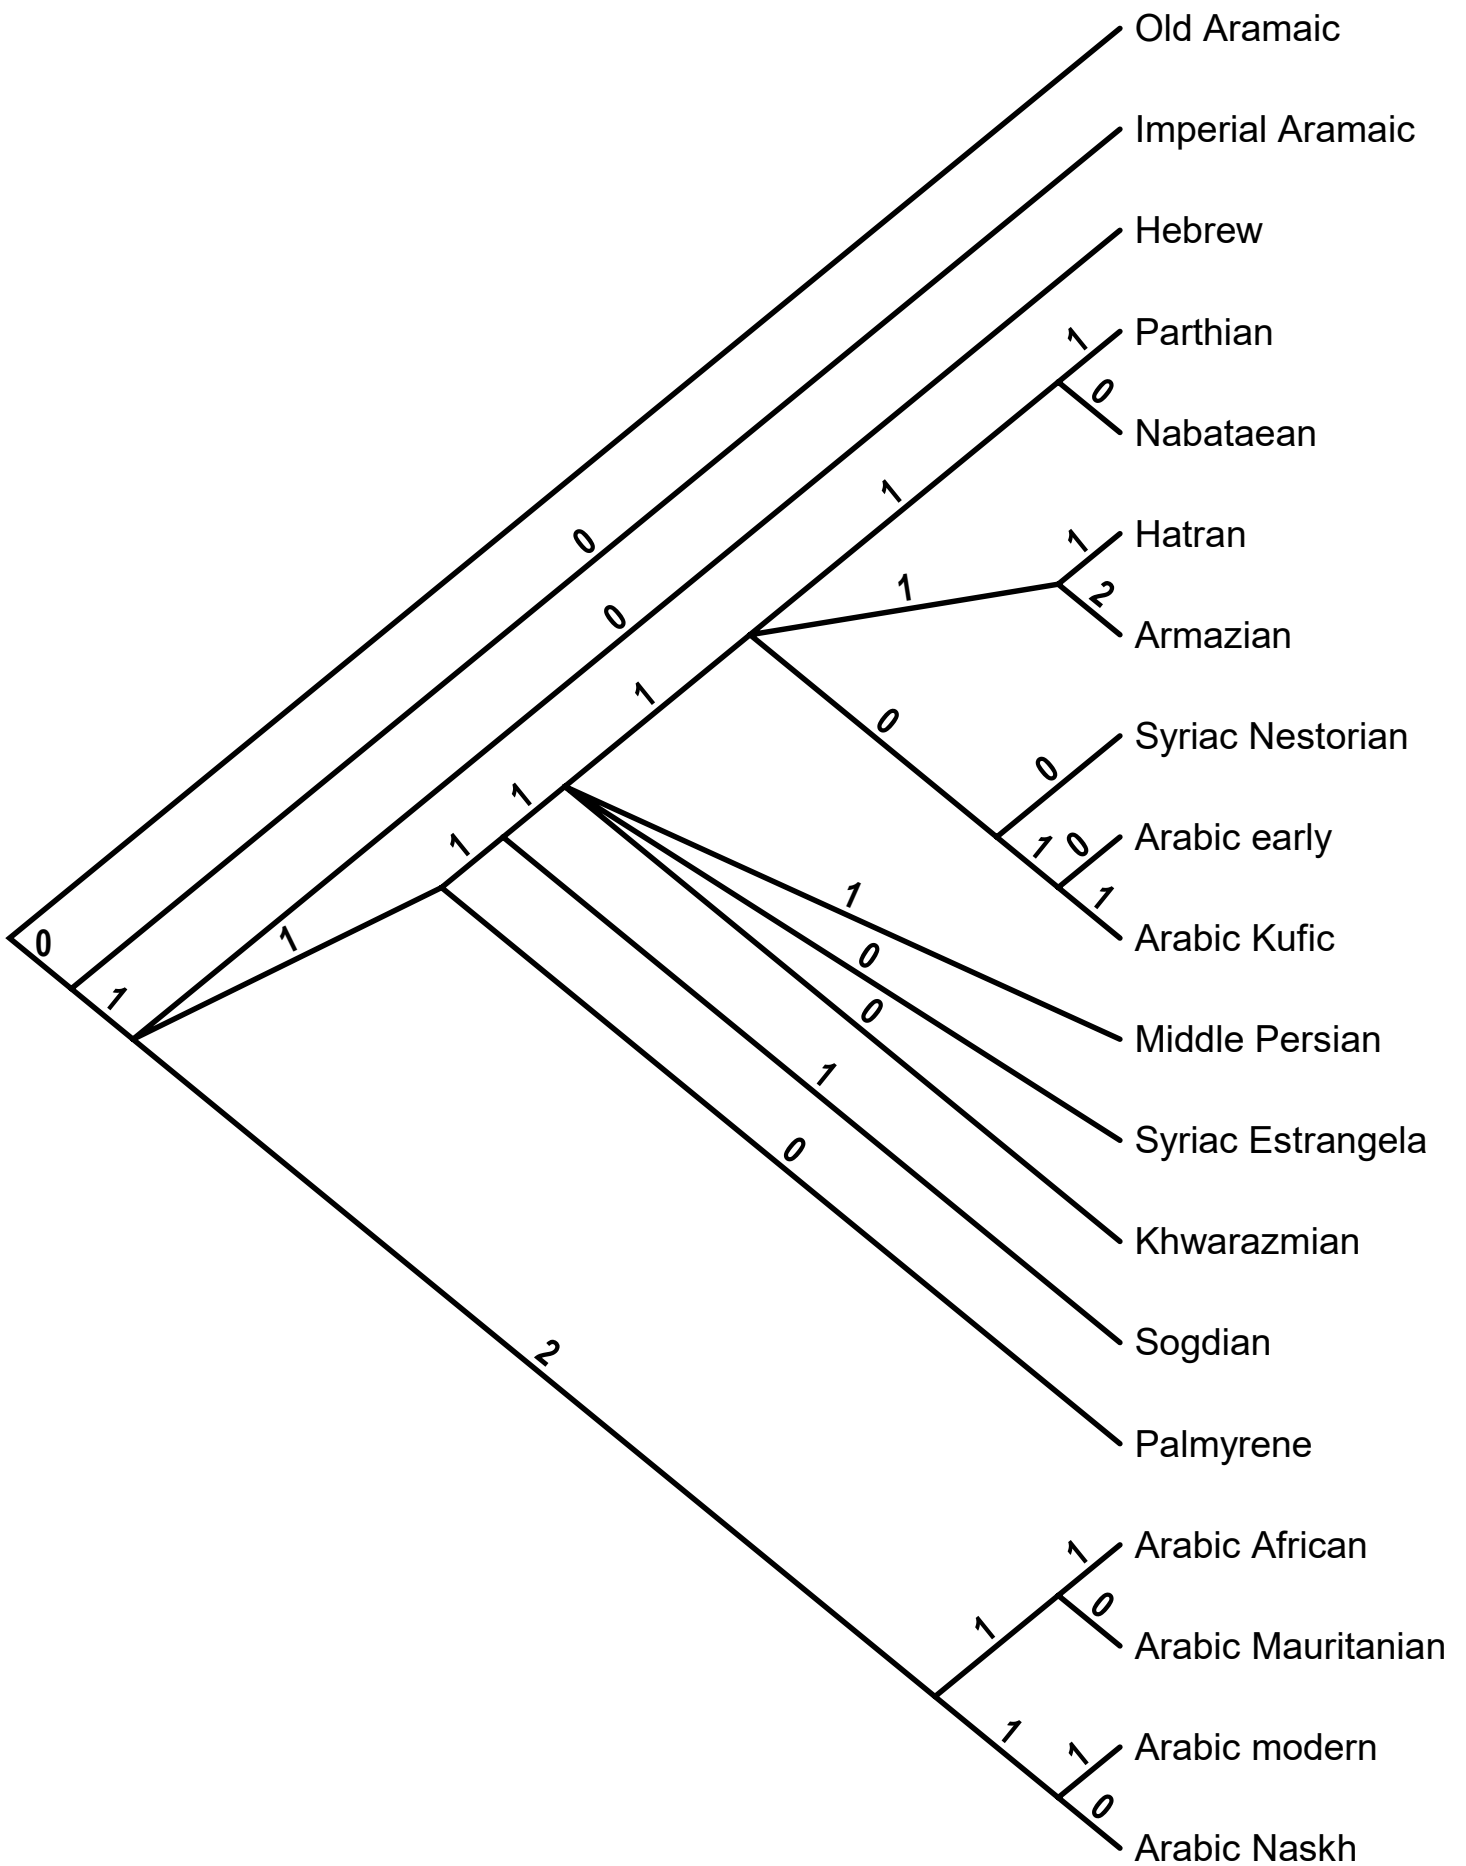 Old Aramaic
Imperial Aramaic
Hebrew
1
Parthian
0
Nabataean
1
1
Hatran
0
1
2
Armazian
0
1
0
Syriac Nestorian
0
1
1
0
Arabic early
1
1
Arabic Kufic
0
1
1
0
1
0
Middle Persian
1
Syriac Estrangela
0
Khwarazmian
2
Sogdian
Palmyrene
1
Arabic African
1
0
Arabic Mauritanian
1
1
Arabic modern
0
Arabic Naskh